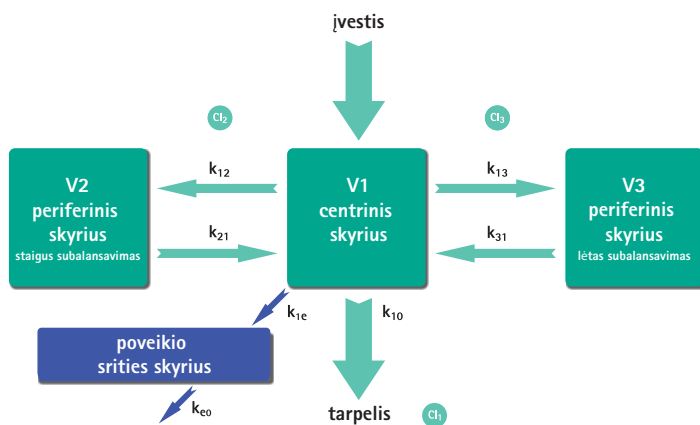 įvestis
Cl₂
Cl₃
V2
periferinis
skyrius
staigus subalansavimas
k₁₂
k₂₁
V1
centrinis
skyrius
k₁₃
k₃₁
V3
periferinis
skyrius
lėtas subalansavimas
k₁ₑ
k₁₀
poveikio
srities skyrius
kₑ₀
tarpelis
Cl₁